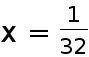 x = 1/32